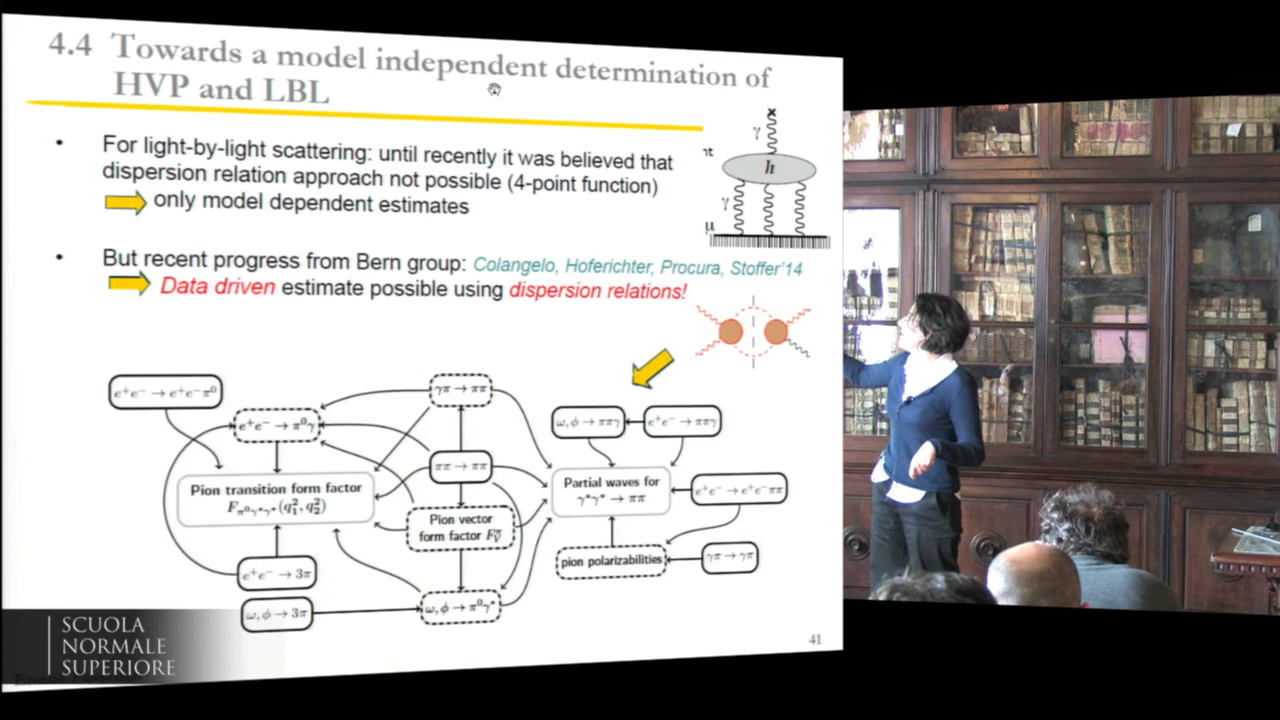 4.4 Towards a model independent determination of
HVP and LBL
• For light-by-light scattering: until recently it was believed that
dispersion relation approach not possible (4-point function)
only model dependent estimates
nt
γ
h
γ
μ
• But recent progress from Bern group: Colangelo, Hoferichter, Procura, Stoffer'14
Data driven estimate possible using dispersion relations!
e⁺e⁻ → e⁺e⁻π⁰
γπ → ππ
e⁺e⁻ → π⁰γ
ω, φ → ππγ
e⁺e⁻ → ππγ
ππ → ππ
Pion transition form factor
Fπ⁰γ*γ*(q₁², q₂²)
Partial waves for
γ*γ* → ππ
e⁺e⁻ → e⁺e⁻ππ
Pion vector
form factor Fπ V
e⁺e⁻ → 3π
pion polarizabilities
γπ → γπ
ω, φ → 3π
ω, φ → π⁰γ*
SCUOLA
NORMALE
SUPERIORE
41